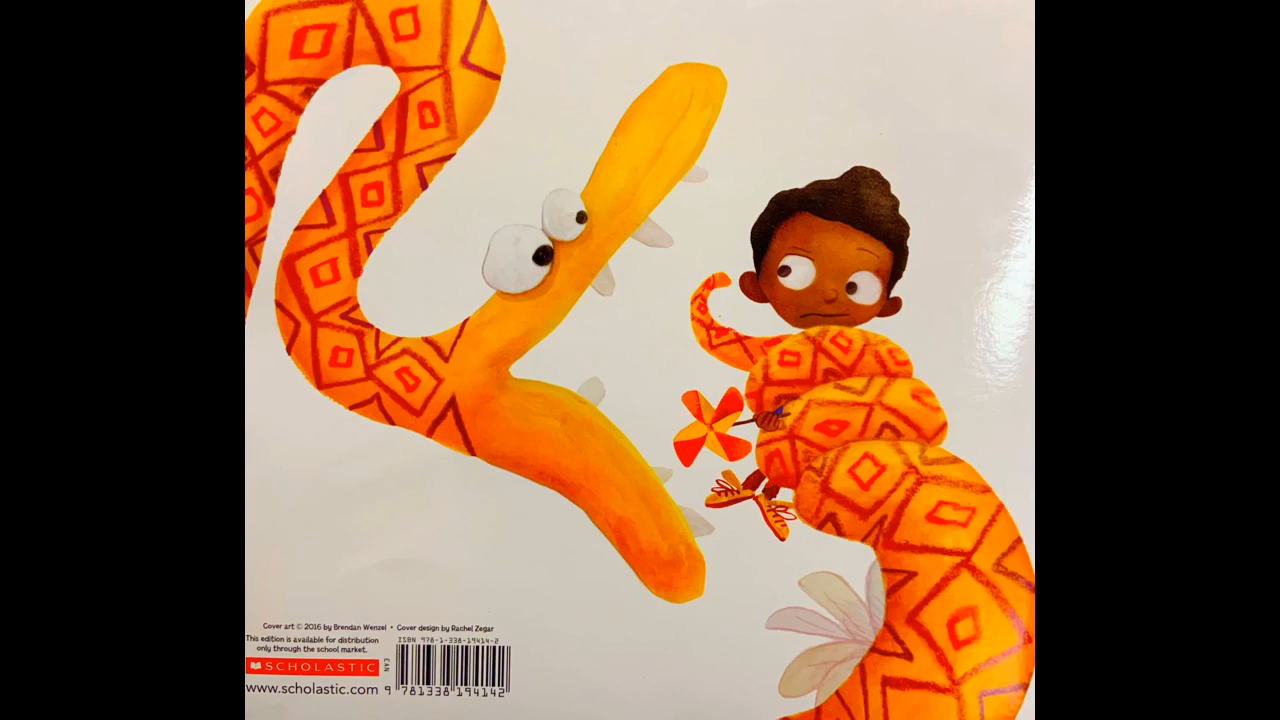 Cover art © 2016 by Brendan Wenzel • Cover design by Rachel Zegar
This edition is available for distribution
only through the school market.
SCHOLASTIC
www.scholastic.com
ISBN 978-1-338-19414-2
EAN
9 781338 194142